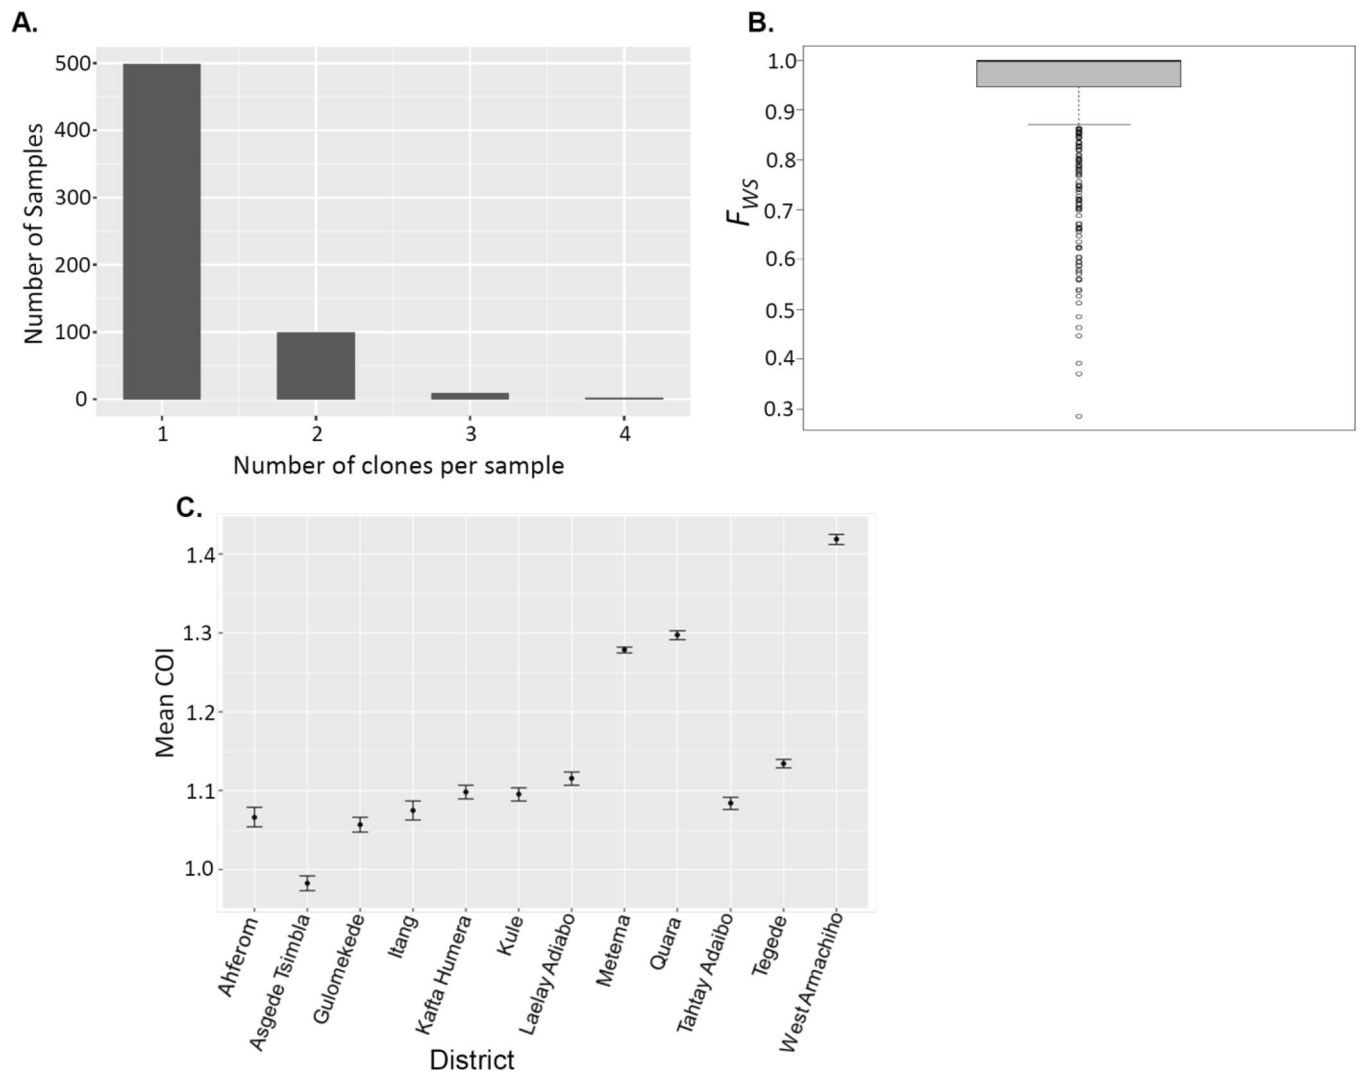 A.
500
400
300
200
100
0
Number of Samples
1 2 3 4
Number of clones per sample
B.
1.0
0.9
0.8
0.7
0.6
0.5
0.4
0.3
FWS
C.
1.4
1.3
1.2
1.1
1.0
Mean COI
Ahferom
Asgede Tsimbla
Gulomekede
Itang
Kafta Humera
Kule
Laelay Adiabo
Metema
Quara
Tahtay Adaibo
Tegede
West Armachiho
District